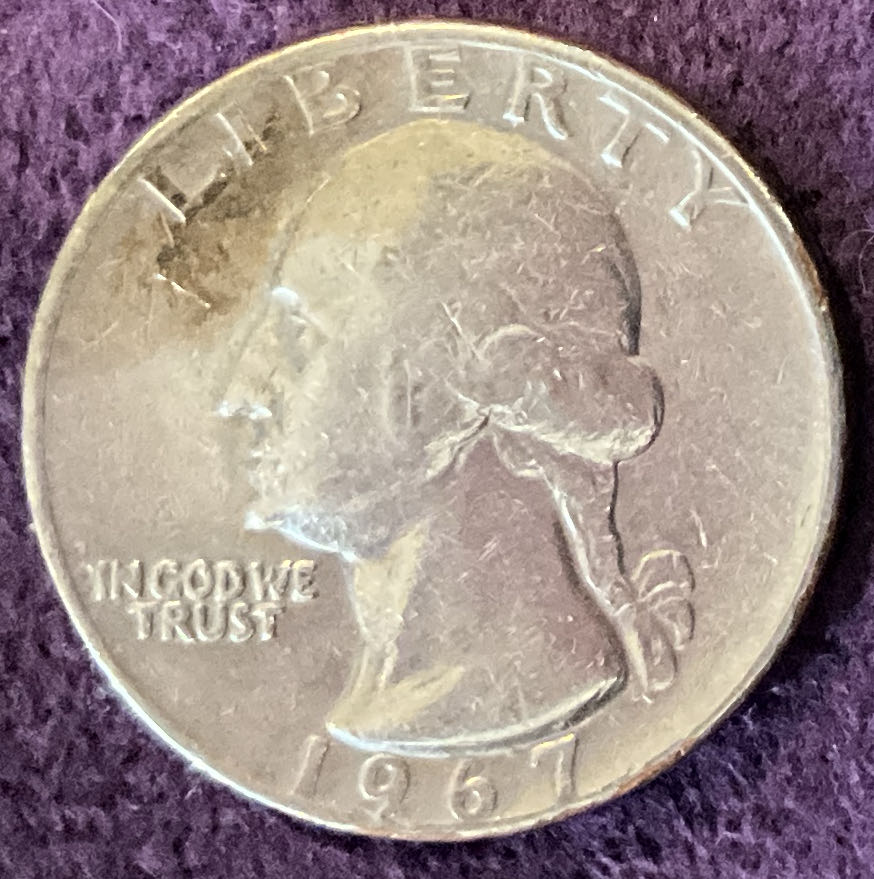 LIBERTY
IN GOD WE
TRUST
1967